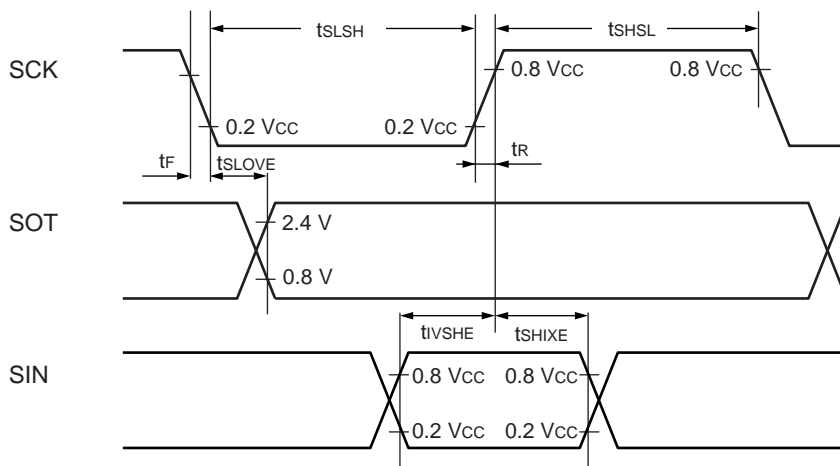 tSLSH tSHSL
SCK 0.8 VCC 0.8 VCC
0.2 VCC 0.2 VCC
tF tSLOVE tR
SOT 2.4 V
0.8 V
tIVSHE tSHIXE
SIN 0.8 VCC 0.8 VCC
0.2 VCC 0.2 VCC